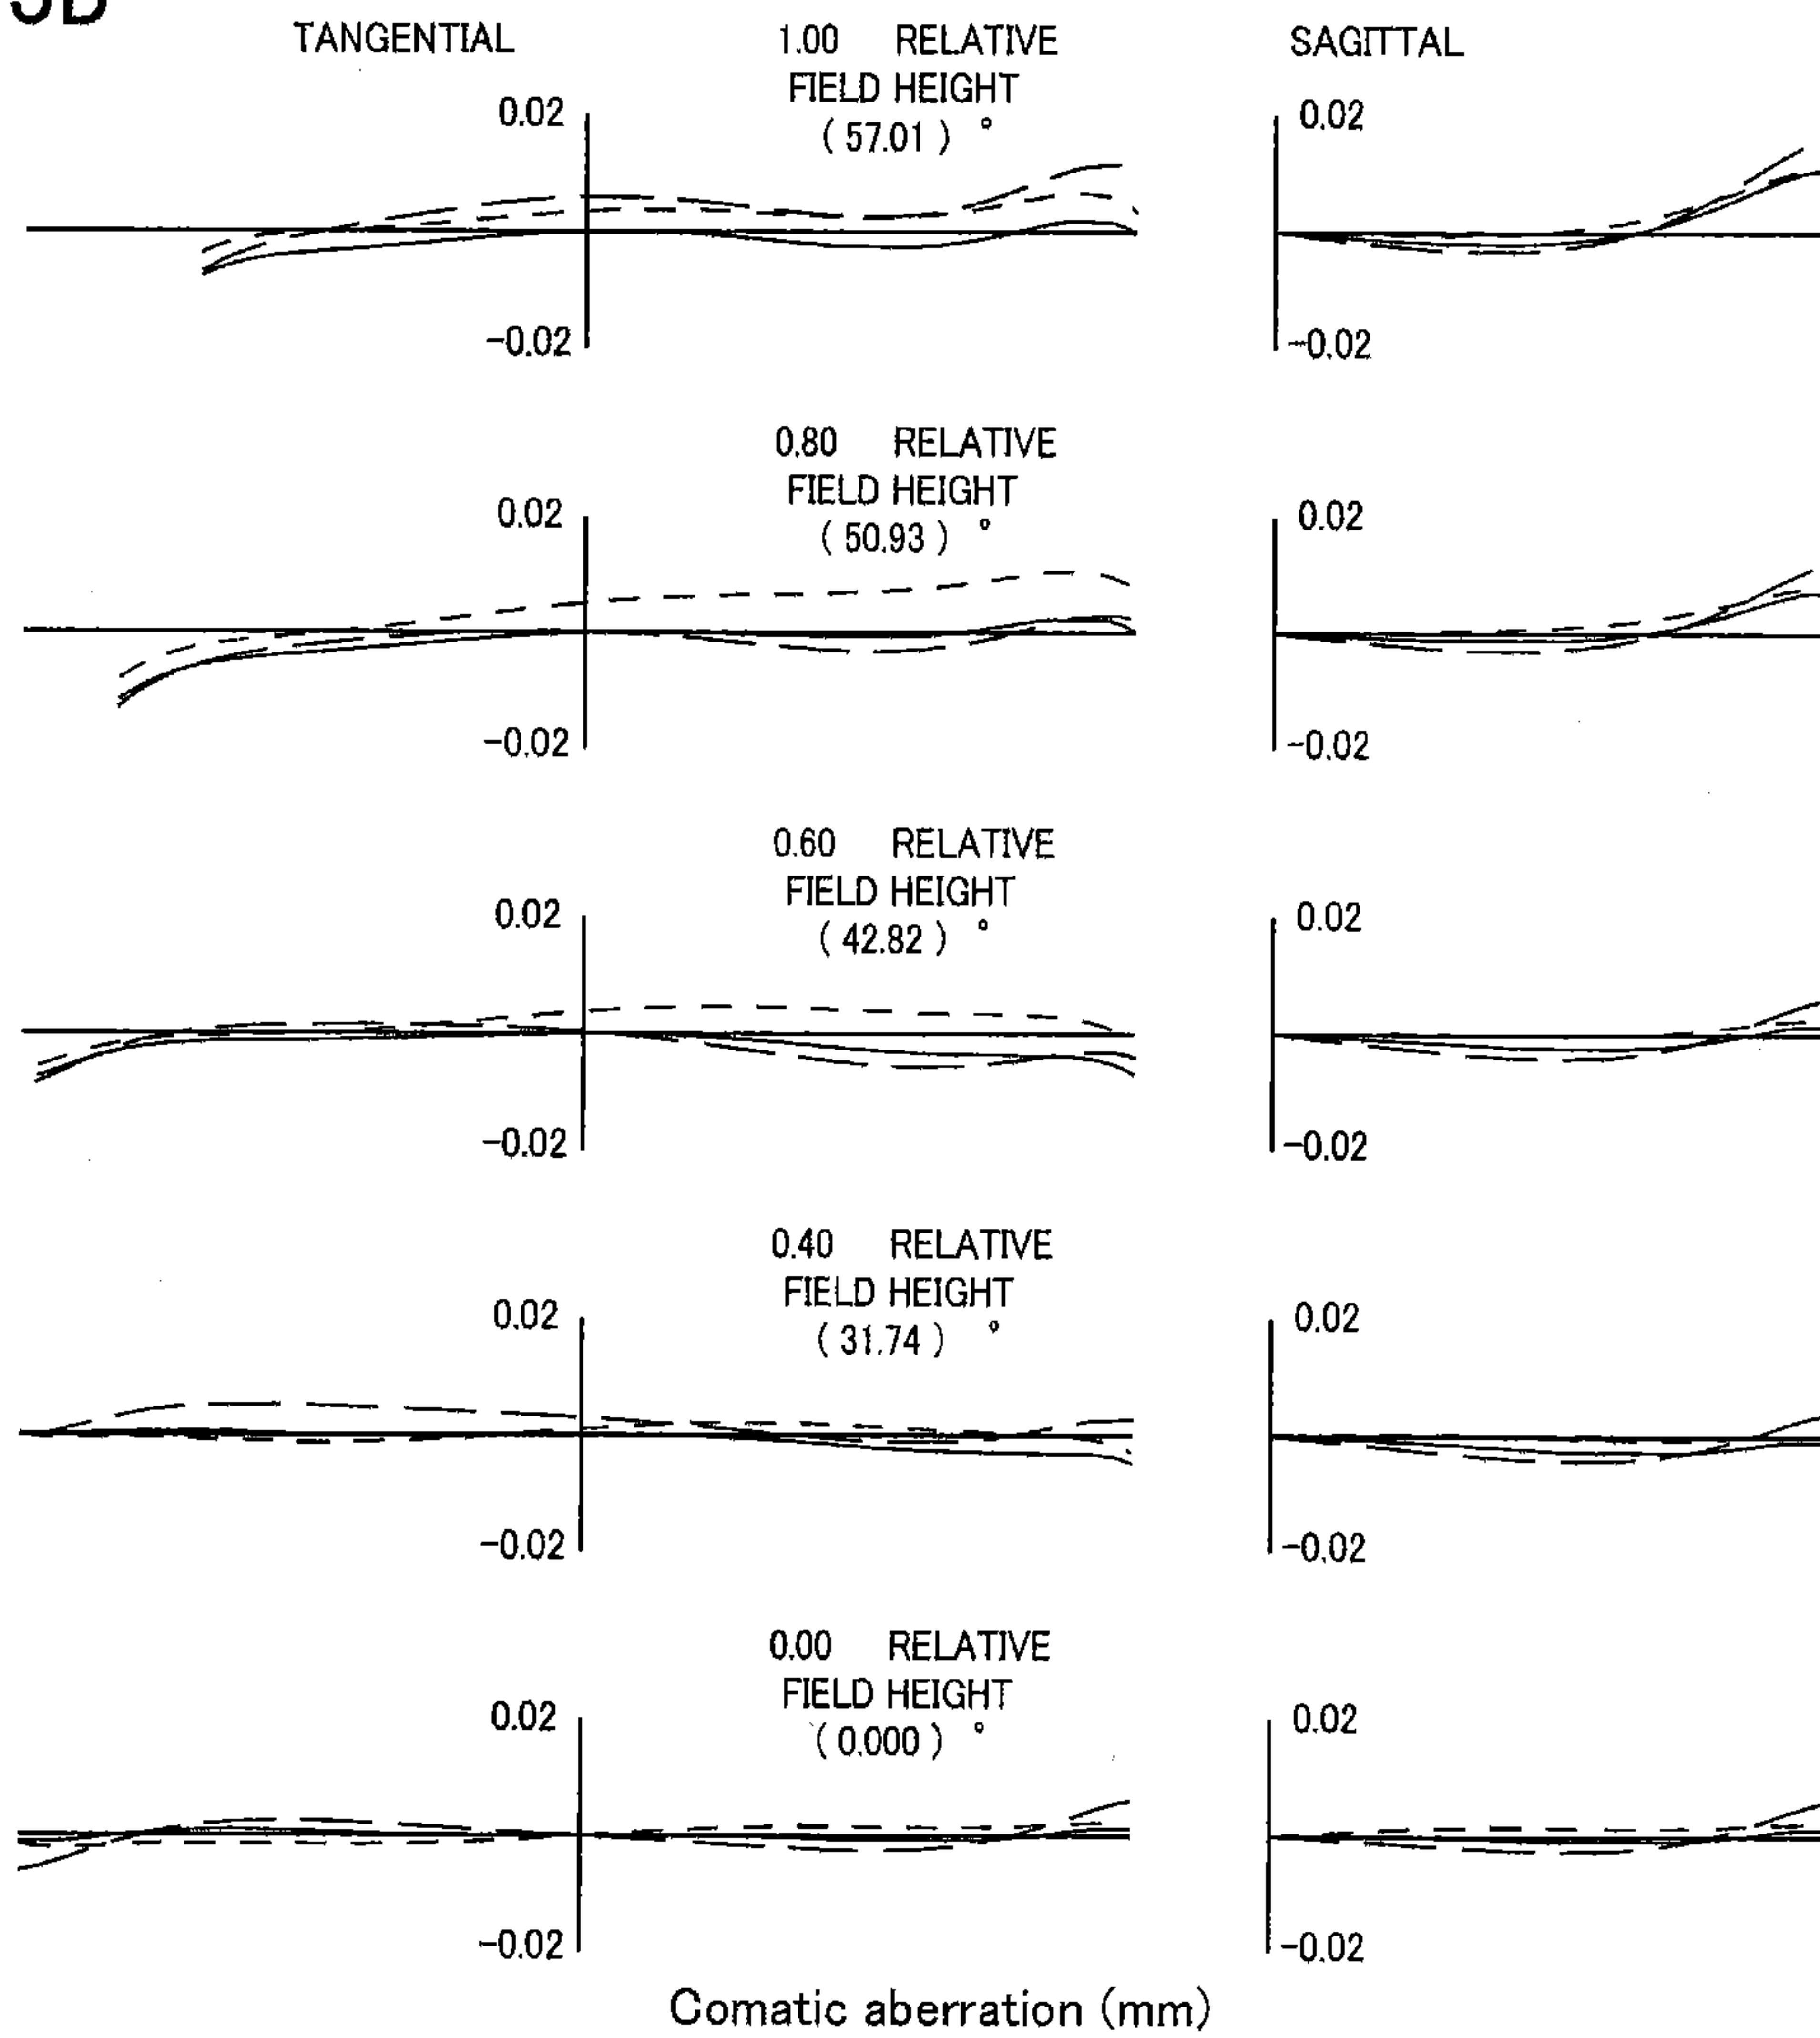 TANGENTIAL
1.00 RELATIVE
FIELD HEIGHT
( 57.01 ) °
SAGITTAL
0.02
-0.02
0.02
-0.02
0.80 RELATIVE
FIELD HEIGHT
( 50.93 ) °
0.02
-0.02
0.02
-0.02
0.60 RELATIVE
FIELD HEIGHT
( 42.82 ) °
0.02
-0.02
0.02
-0.02
0.40 RELATIVE
FIELD HEIGHT
( 31.74 ) °
0.02
-0.02
0.02
-0.02
0.00 RELATIVE
FIELD HEIGHT
( 0.000 ) °
0.02
-0.02
0.02
-0.02
Comatic aberration (mm)